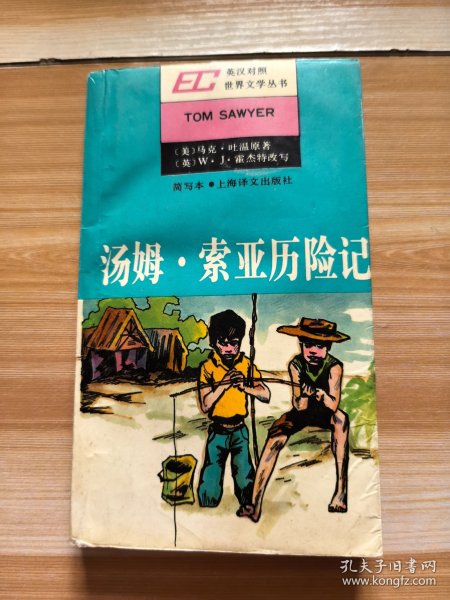 EC 英汉对照
世界文学丛书
TOM SAWYER
〔美〕马克·吐温原著
〔英〕W·J·霍杰特改写
简写本●上海译文出版社
汤姆·索亚历险记
孔夫子旧书网
www.kongfz.com